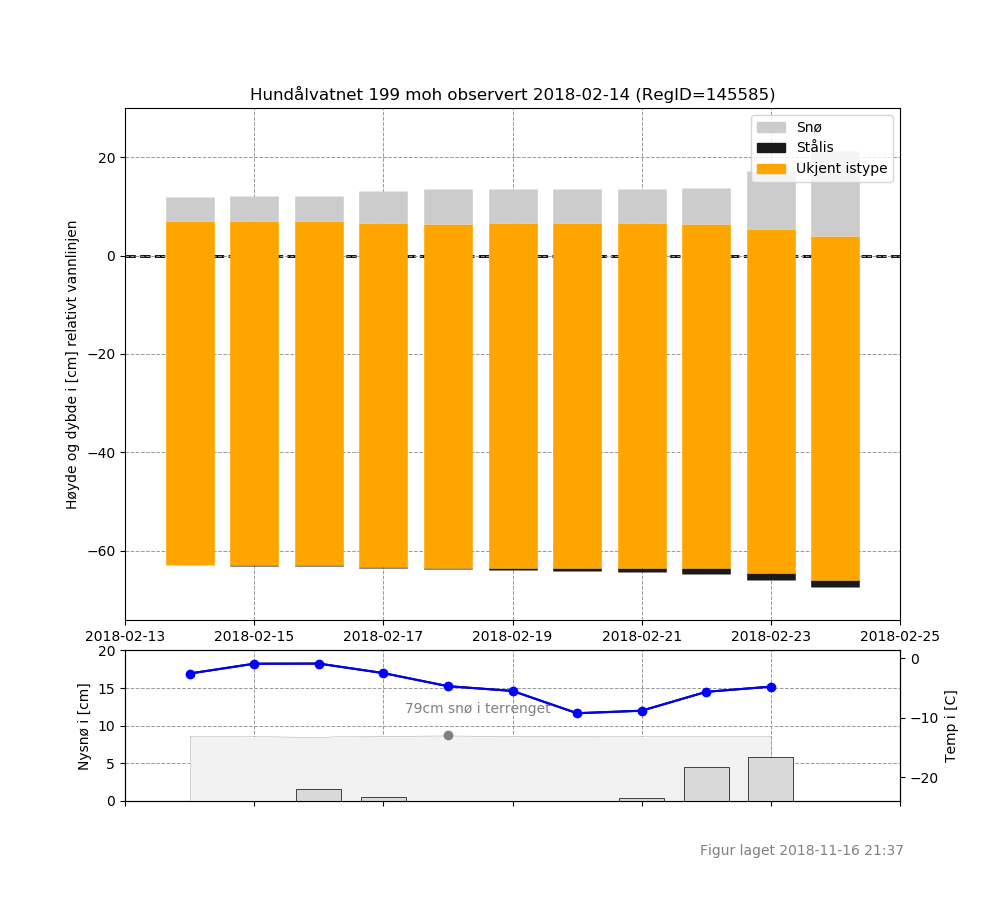 Hundålvatnet 199 moh observert 2018-02-14 (RegID=145585)
Snø
Stålis
Ukjent istype
Høyde og dybde i [cm] relativt vannlinjen
20
0
−20
−40
−60
2018-02-13 2018-02-15 2018-02-17 2018-02-19 2018-02-21 2018-02-23 2018-02-25
Nysnø i [cm]
20
15
10
5
0
79cm snø i terrenget
0
−10
−20
Temp i [C]
Figur laget 2018-11-16 21:37